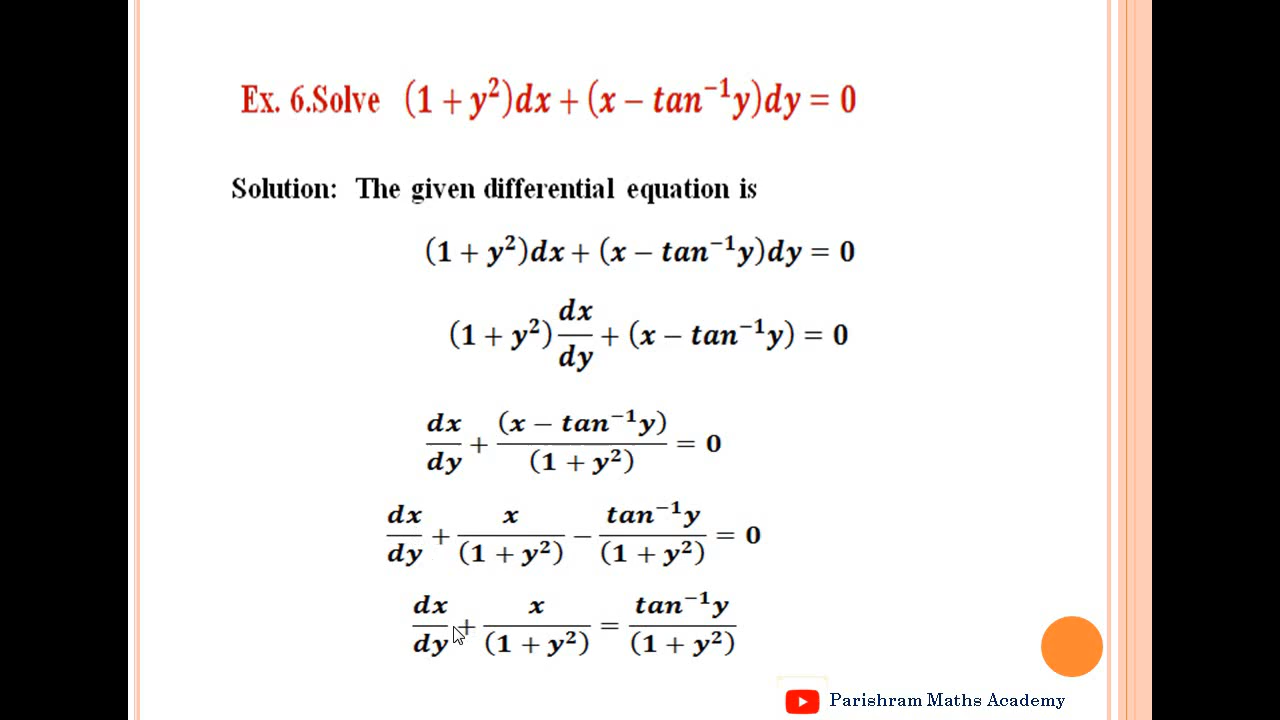 Ex. 6.Solve (1 + y²)dx + (x − tan⁻¹y)dy = 0
Solution: The given differential equation is
(1 + y²)dx + (x − tan⁻¹y)dy = 0
(1 + y²) dx/dy + (x − tan⁻¹y) = 0
dx/dy + (x − tan⁻¹y)/(1 + y²) = 0
dx/dy + x/(1 + y²) − tan⁻¹y/(1 + y²) = 0
dx/dy + x/(1 + y²) = tan⁻¹y/(1 + y²)
Parishram Maths Academy